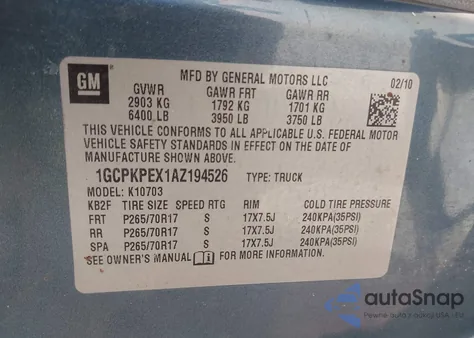 GM
MFD BY GENERAL MOTORS LLC
02/10
GVWR GAWR FRT GAWR RR
2903 KG 1792 KG 1701 KG
6400 LB 3950 LB 3750 LB
THIS VEHICLE CONFORMS TO ALL APPLICABLE U.S. FEDERAL MOTOR
VEHICLE SAFETY STANDARDS IN EFFECT ON THE DATE OF
MANUFACTURE SHOWN ABOVE.
1GCPKPEX1AZ194526 TYPE: TRUCK
MODEL: K10703
KB2F TIRE SIZE SPEED RTG RIM COLD TIRE PRESSURE
FRT P265/70R17 S 17X7.5J 240KPA(35PSI)
RR P265/70R17 S 17X7.5J 240KPA(35PSI)
SPA P265/70R17 S 17X7.5J 240KPA(35PSI)
SEE OWNER'S MANUAL FOR MORE INFORMATION.
autoSnap